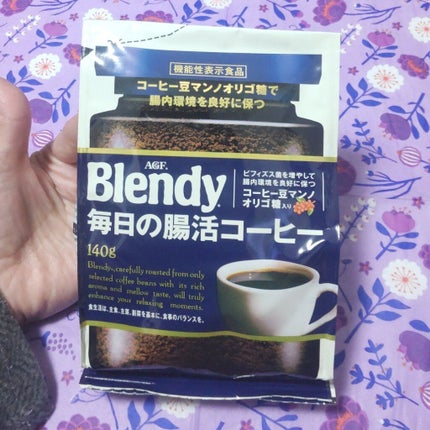 機能性表示食品
コーヒー豆マンノオリゴ糖で
腸内環境を良好に保つ
AGF
Blendy
ビフィズス菌を増やして
腸内環境を良好に保つ
コーヒー豆マンノ
オリゴ糖入り
毎日の腸活コーヒー
140g
Blendy, carefully roasted from only
selected coffee beans with its rich
aroma and mellow taste, will truly
enhance your relaxing moments.
食生活は、主食、主菜、副菜を基本に、食事のバランスを。